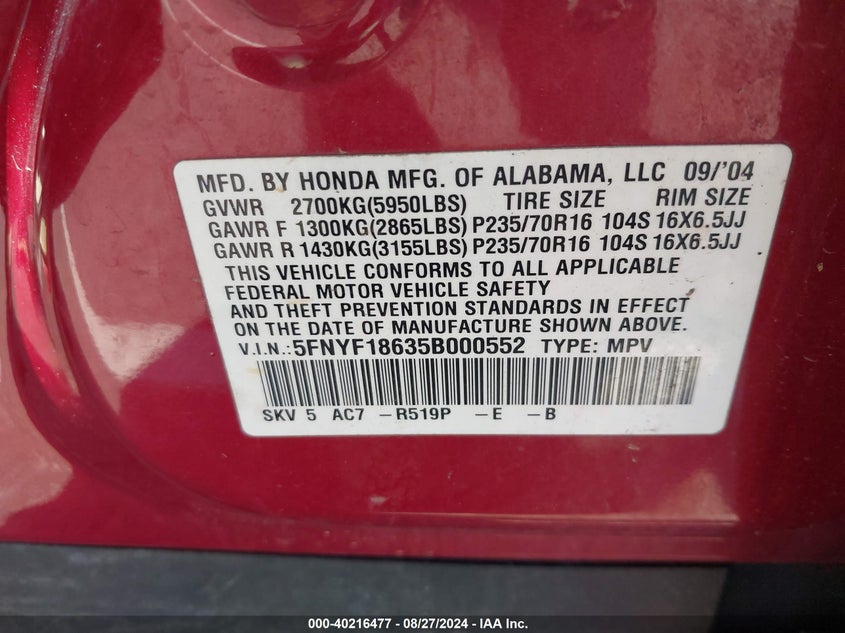 MFD. BY HONDA MFG. OF ALABAMA, LLC 09/'04
GVWR 2700KG(5950LBS) TIRE SIZE RIM SIZE
GAWR F 1300KG(2865LBS) P235/70R16 104S 16X6.5JJ
GAWR R 1430KG(3155LBS) P235/70R16 104S 16X6.5JJ
THIS VEHICLE CONFORMS TO ALL APPLICABLE
FEDERAL MOTOR VEHICLE SAFETY
AND THEFT PREVENTION STANDARDS IN EFFECT
ON THE DATE OF MANUFACTURE SHOWN ABOVE.
V.I.N.:5FNYF18635B000552 TYPE: MPV
SKV 5 AC7 -R519P -E -B
000-40216477 - 08/27/2024 - IAA Inc.